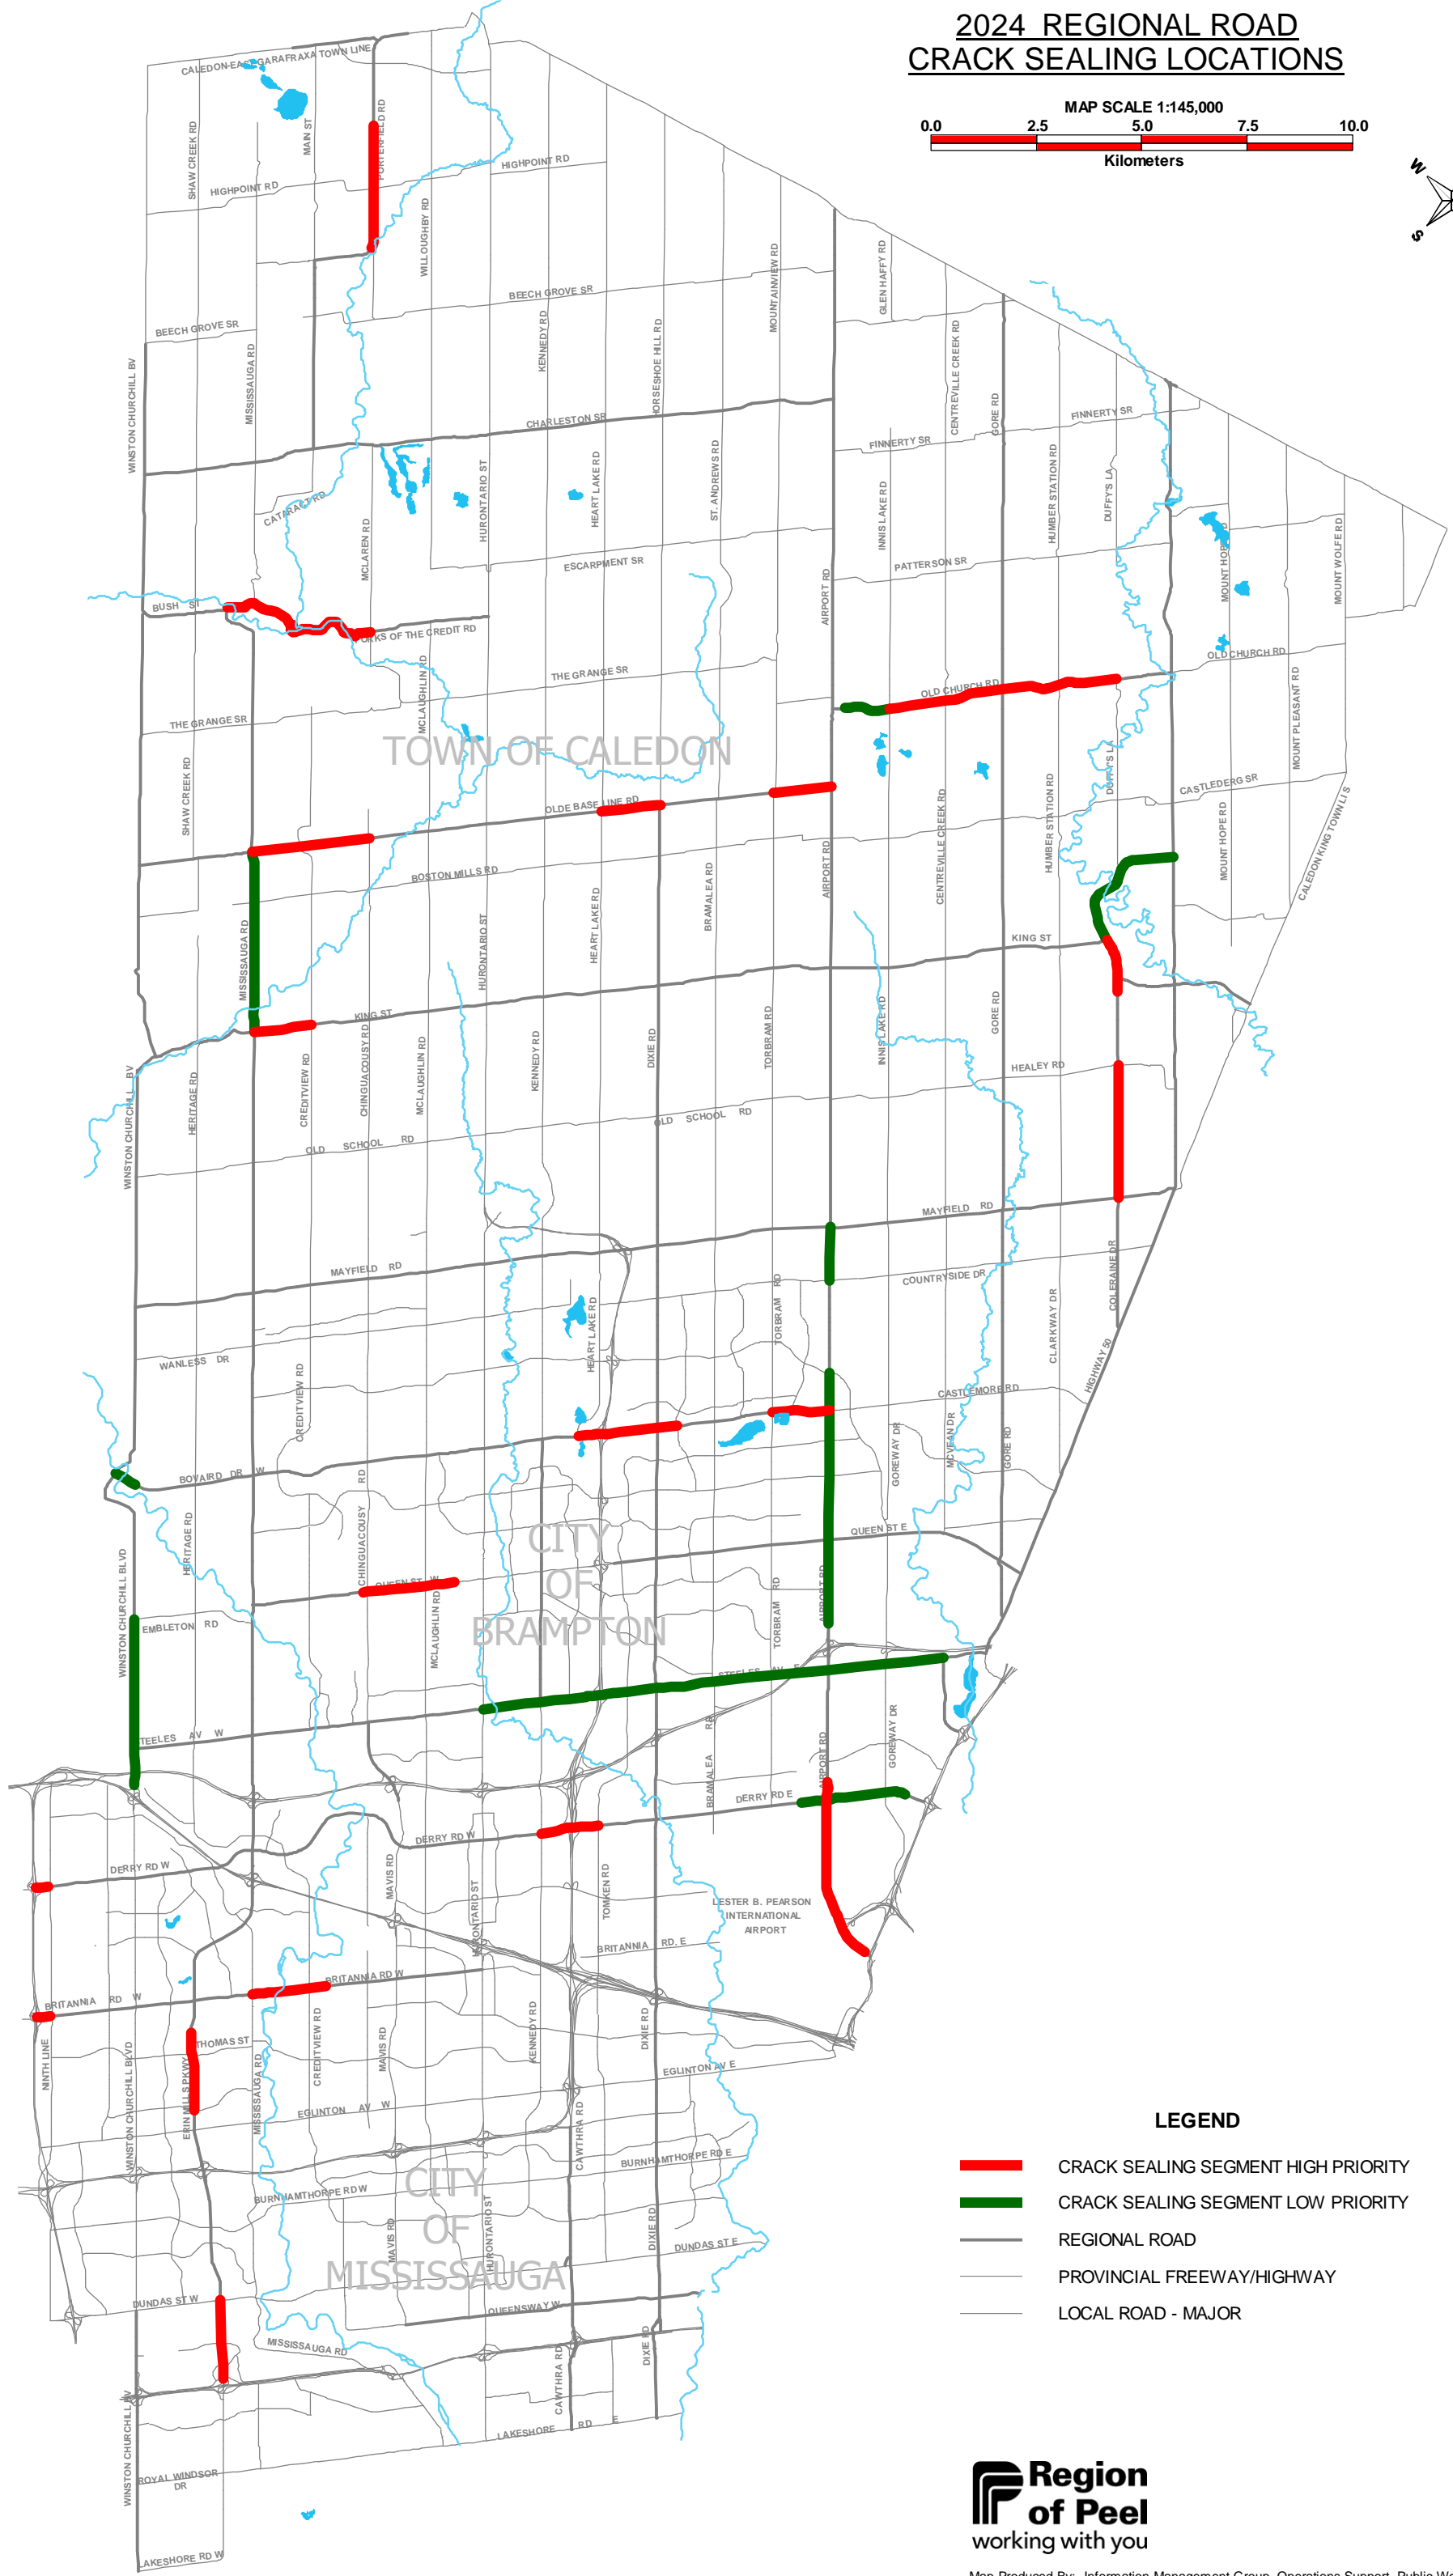 2024 REGIONAL ROAD
CRACK SEALING LOCATIONS
MAP SCALE 1:145,000
0.0 2.5 5.0 7.5 10.0
Kilometers
W
S
CALEDON-EAST GARAFRAXA TOWN LINE
SHAW CREEK RD
MAIN ST
PORTERFIELD RD
HIGHPOINT RD
HIGHPOINT RD
WILLOUGHBY RD
BEECH GROVE SR
BEECH GROVE SR
WINSTON CHURCHILL BV
MISSISSAUGA RD
KENNEDY RD
HORSESHOE HILL RD
MOUNTAINVIEW RD
GLEN HAFFY RD
CENTREVILLE CREEK RD
GORE RD
CHARLESTON SR
FINNERTY SR
FINNERTY SR
CATARACT RD
MCLAREN RD
HURONTARIO ST
HEART LAKE RD
ST. ANDREWS RD
INNIS LAKE RD
HUMBER STATION RD
DUFFY'S LA
MOUNT WOLFE RD
ESCARPMENT SR
PATTERSON SR
AIRPORT RD
BUSH ST
FORKS OF THE CREDIT RD
MCLAUGHLIN RD
THE GRANGE SR
THE GRANGE SR
OLD CHURCH RD
OLD CHURCH RD
MOUNT PLEASANT RD
TOWN OF CALEDON
SHAW CREEK RD
OLDE BASE LINE RD
DUFFY'S LA
CASTLEDERG SR
CALEDON KING TOWN LI S
BOSTON MILLS RD
MISSISSAUGA RD
HURONTARIO ST
HEART LAKE RD
BRAMALEA RD
AIRPORT RD
CENTREVILLE CREEK RD
HUMBER STATION RD
MOUNT HOPE RD
KING ST
KING ST
WINSTON CHURCHILL BV
HERITAGE RD
CREDITVIEW RD
CHINGUACOUSY RD
MCLAUGHLIN RD
KENNEDY RD
DIXIE RD
TORBRAM RD
INNIS LAKE RD
GORE RD
HEALEY RD
OLD SCHOOL RD
OLD SCHOOL RD
MAYFIELD RD
MAYFIELD RD
COUNTRYSIDE DR
COLERAINE DR
CLARKWAY DR
HIGHWAY 50
WANLESS DR
CREDITVIEW RD
HEART LAKE RD
TORBRAM RD
CASTLEMORE RD
BOVAIRD DR W
GOREWAY DR
MCVEAN DR
GORE RD
HERITAGE RD
CHINGUACOUSY RD
QUEEN ST E
CITY
OF
BRAMPTON
QUEEN ST W
WINSTON CHURCHILL BLVD
EMBLETON RD
MCLAUGHLIN RD
TORBRAM RD
AIRPORT RD
STEELES AV E
STEELES AV W
BRAMALEA RD
AIRPORT RD
GOREWAY DR
DERRY RD E
DERRY RD W
DERRY RD W
MAVIS RD
HURONTARIO ST
TOMKEN RD
LESTER B. PEARSON
INTERNATIONAL
AIRPORT
BRITANNIA RD. E
BRITANNIA RD W
BRITANNIA RD W
NINTH LINE
WINSTON CHURCHILL BLVD
ERIN MILLS PKWY
THOMAS ST
MISSISSAUGA RD
CREDITVIEW RD
MAVIS RD
KENNEDY RD
DIXIE RD
EGLINTON AV E
EGLINTON AV W
CAWTHRA RD
BURNHAMTHORPE RD E
BURNHAMTHORPE RD W
CITY
OF
MISSISSAUGA
MAVIS RD
HURONTARIO ST
DIXIE RD
DUNDAS ST E
DUNDAS ST W
QUEENSWAY W
MISSISSAUGA RD
CAWTHRA RD
DIXIE RD
LAKESHORE RD E
WINSTON CHURCHILL BV
ROYAL WINDSOR
DR
LAKESHORE RD W
LEGEND
CRACK SEALING SEGMENT HIGH PRIORITY
CRACK SEALING SEGMENT LOW PRIORITY
REGIONAL ROAD
PROVINCIAL FREEWAY/HIGHWAY
LOCAL ROAD - MAJOR
Region
of Peel
working with you